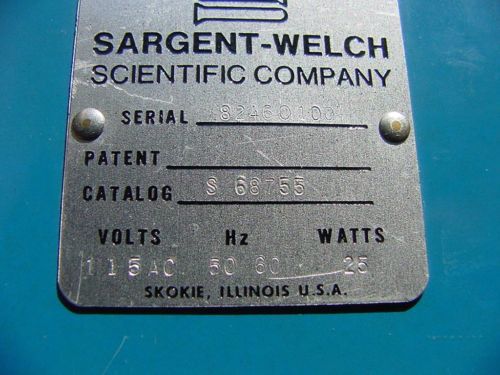 SARGENT-WELCH
SCIENTIFIC COMPANY
SERIAL 82460100
PATENT
CATALOG S 68755
VOLTS Hz WATTS
115AC 50 60 25
SKOKIE, ILLINOIS U.S.A.